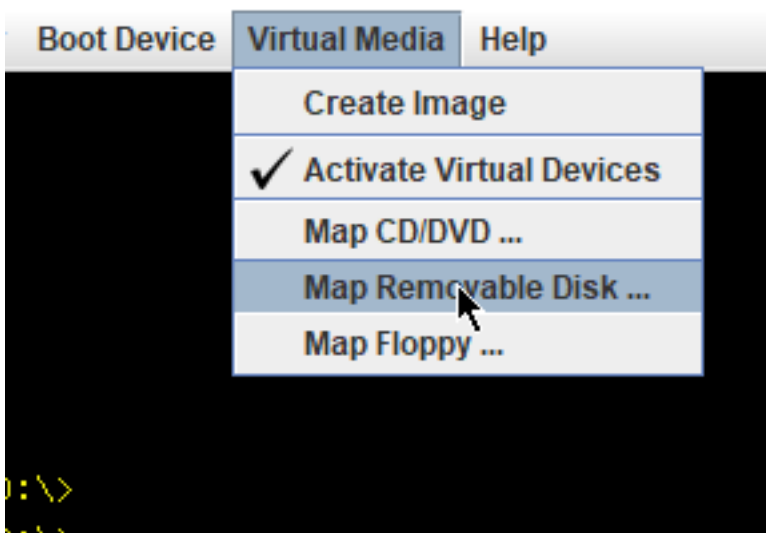 Boot Device Virtual Media Help
Create Image
Activate Virtual Devices
Map CD/DVD ...
Map Removable Disk ...
Map Floppy ...
:\>